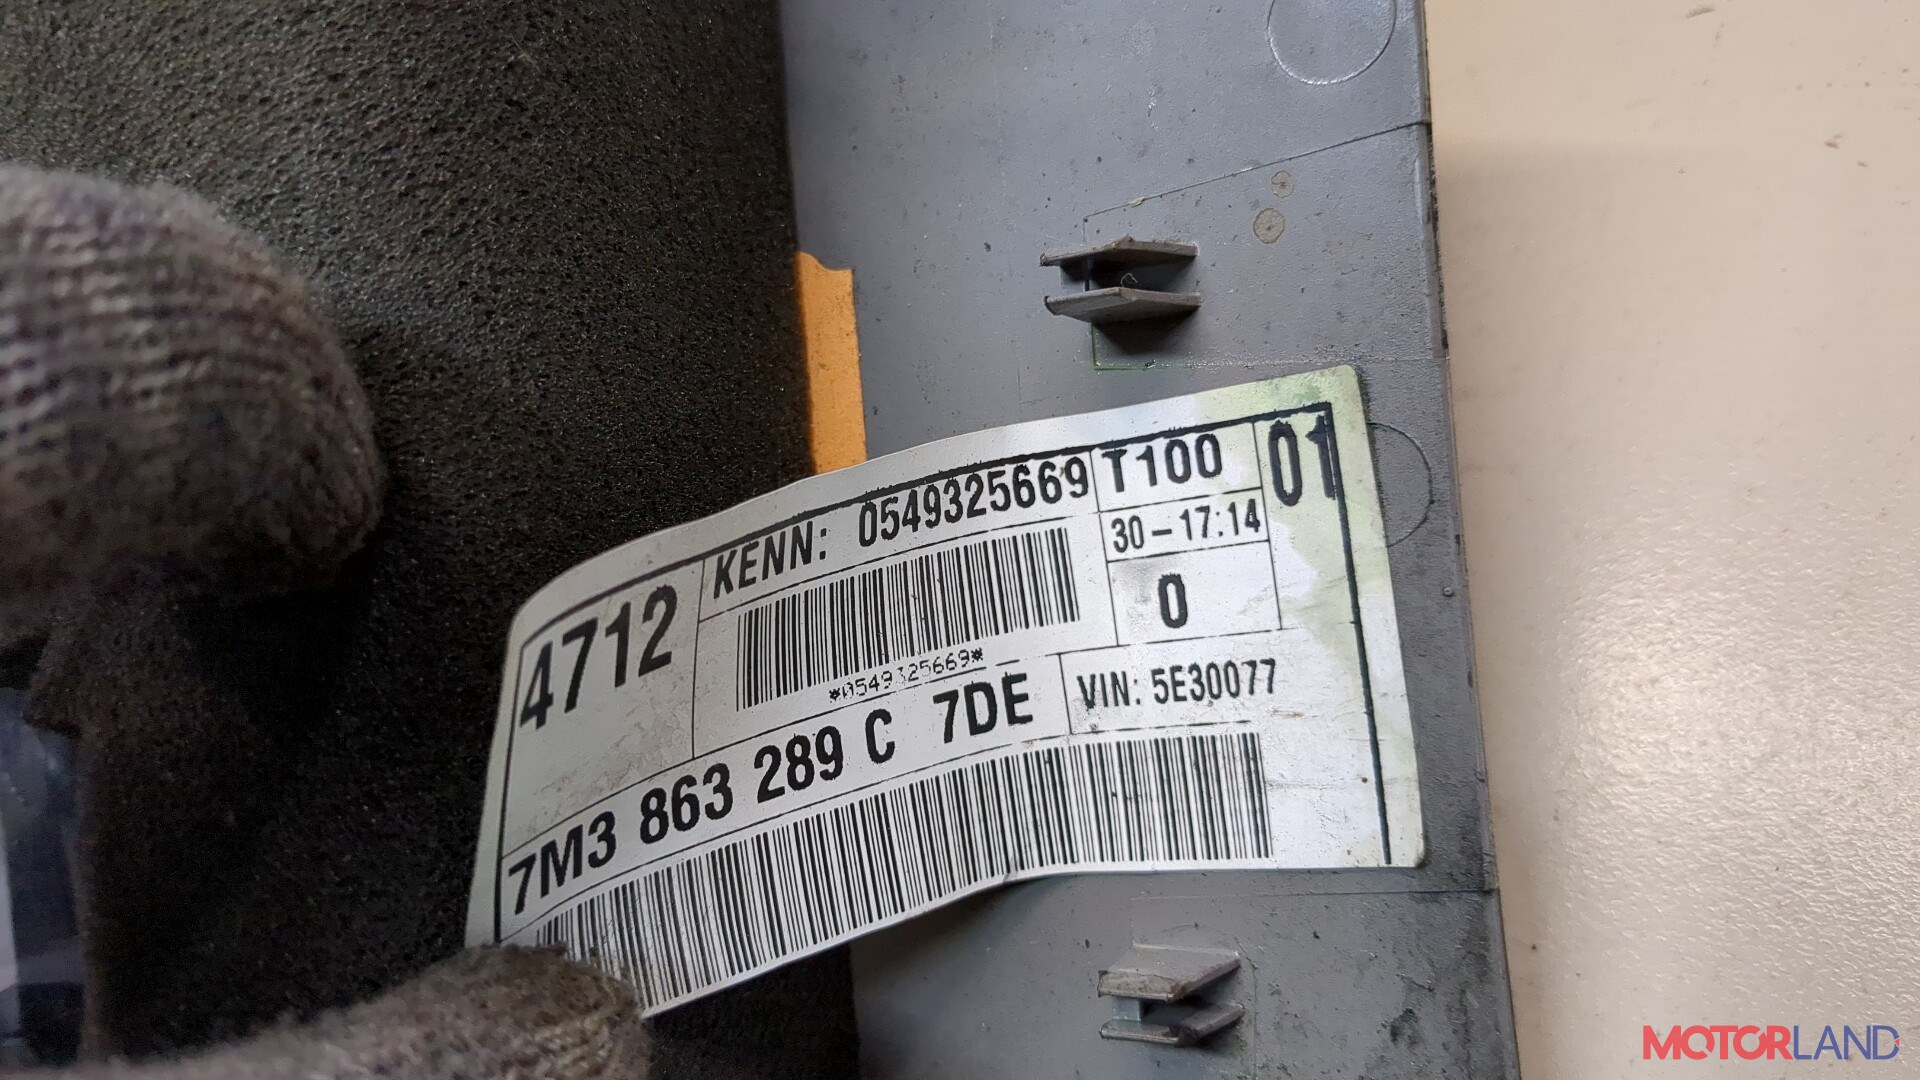 4712
KENN: 0549325669
T100
01
30-17:14
0
*0549325669*
7M3 863 289 C 7DE
VIN: 5E30077
MOTORLAND